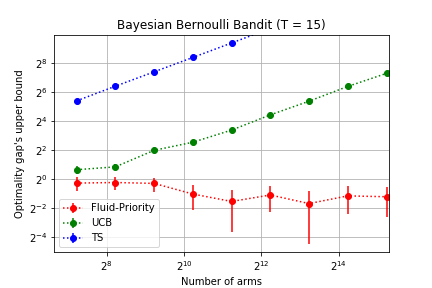 Bayesian Bernoulli Bandit (T = 15)
Optimality gap's upper bound
2^8
2^6
2^4
2^2
2^0
2^−2
2^−4
Fluid-Priority
UCB
TS
2^8 2^10 2^12 2^14
Number of arms